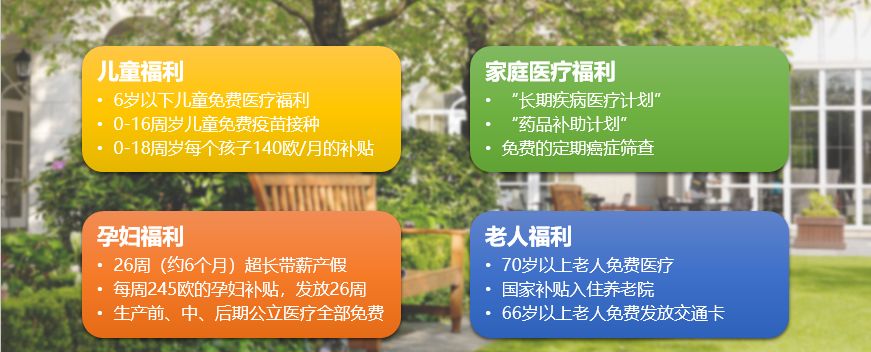 儿童福利
• 6岁以下儿童免费医疗福利
• 0-16周岁儿童免费疫苗接种
• 0-18周岁每个孩子140欧/月的补贴
家庭医疗福利
• “长期疾病医疗计划”
• “药品补助计划”
• 免费的定期癌症筛查
孕妇福利
• 26周（约6个月）超长带薪产假
• 每周245欧的孕妇补贴，发放26周
• 生产前、中、后期公立医疗全部免费
老人福利
• 70岁以上老人免费医疗
• 国家补贴入住养老院
• 66岁以上老人免费发放交通卡